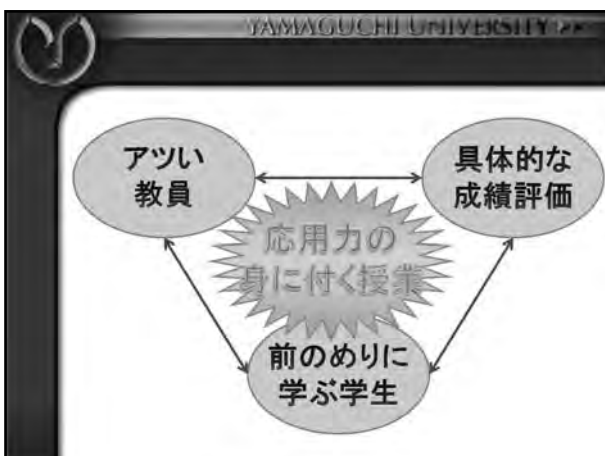 YAMAGUCHI UNIVERSITY
アツい
教員
具体的な
成績評価
応用力の
身に付く授業
前のめりに
学ぶ学生